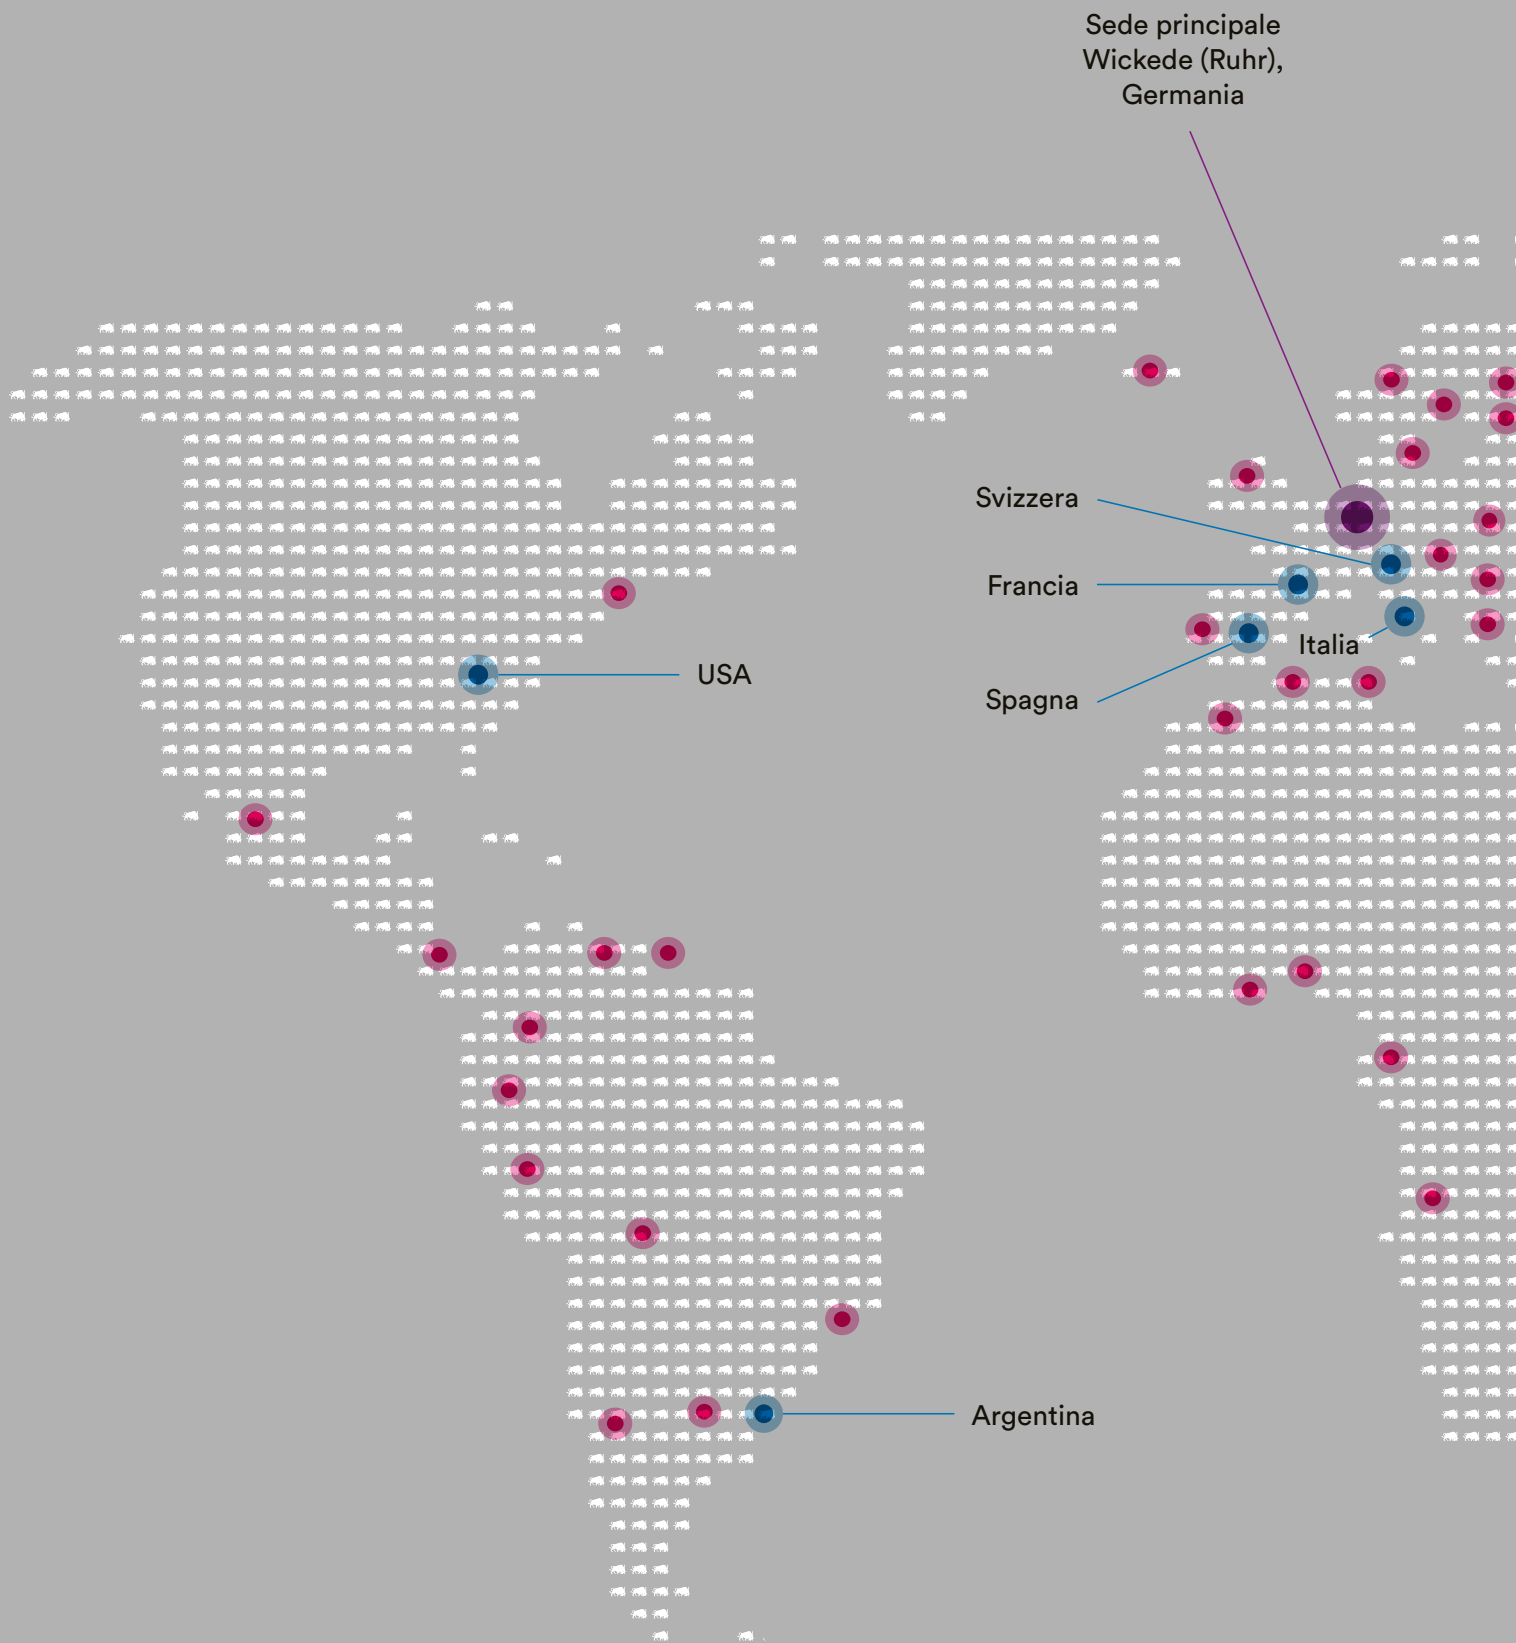 Sede principale
Wickede (Ruhr),
Germania
Svizzera
Francia
Italia
USA
Spagna
Argentina